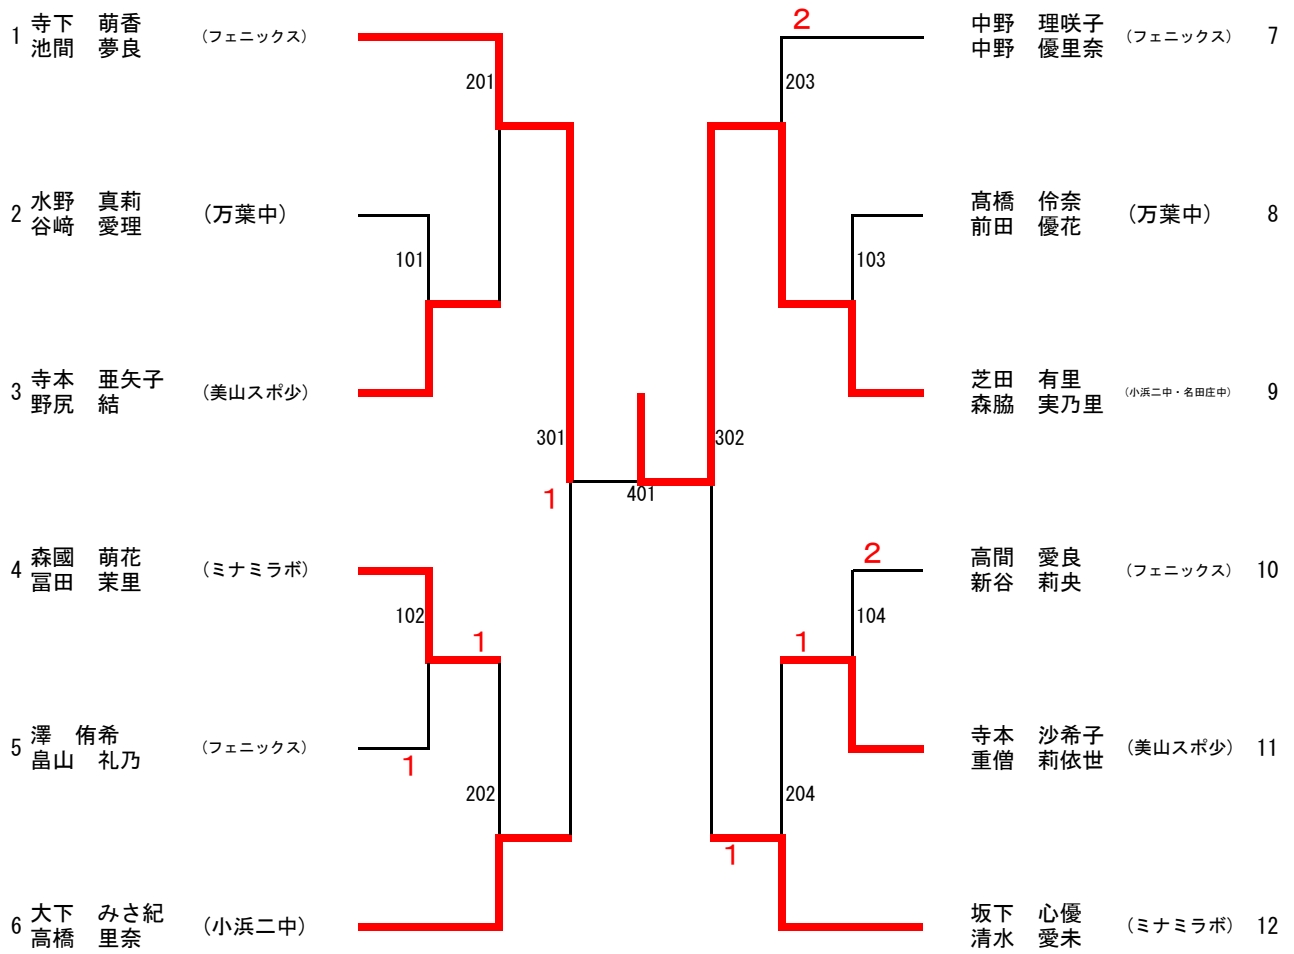 1 寺下　萌香
池間　夢良
（フェニックス）
201
2 水野　真莉
谷﨑　愛理
（万葉中）
101
3 寺本　亜矢子
野尻　結
（美山スポ少）
301
1
4 森國　萌花
冨田　茉里
（ミナミラボ）
102
1
5 澤　侑希
畠山　礼乃
（フェニックス）
1
202
6 大下　みさ紀
高橋　里奈
（小浜二中）
401
2
中野　理咲子
中野　優里奈
（フェニックス） 7
203
髙橋　伶奈
前田　優花
（万葉中） 8
103
芝田　有里
森脇　実乃里
（小浜二中・名田庄中） 9
302
2
高間　愛良
新谷　莉央
（フェニックス） 10
104
1
寺本　沙希子
重僧　莉依世
（美山スポ少） 11
204
1
坂下　心優
清水　愛未
（ミナミラボ） 12